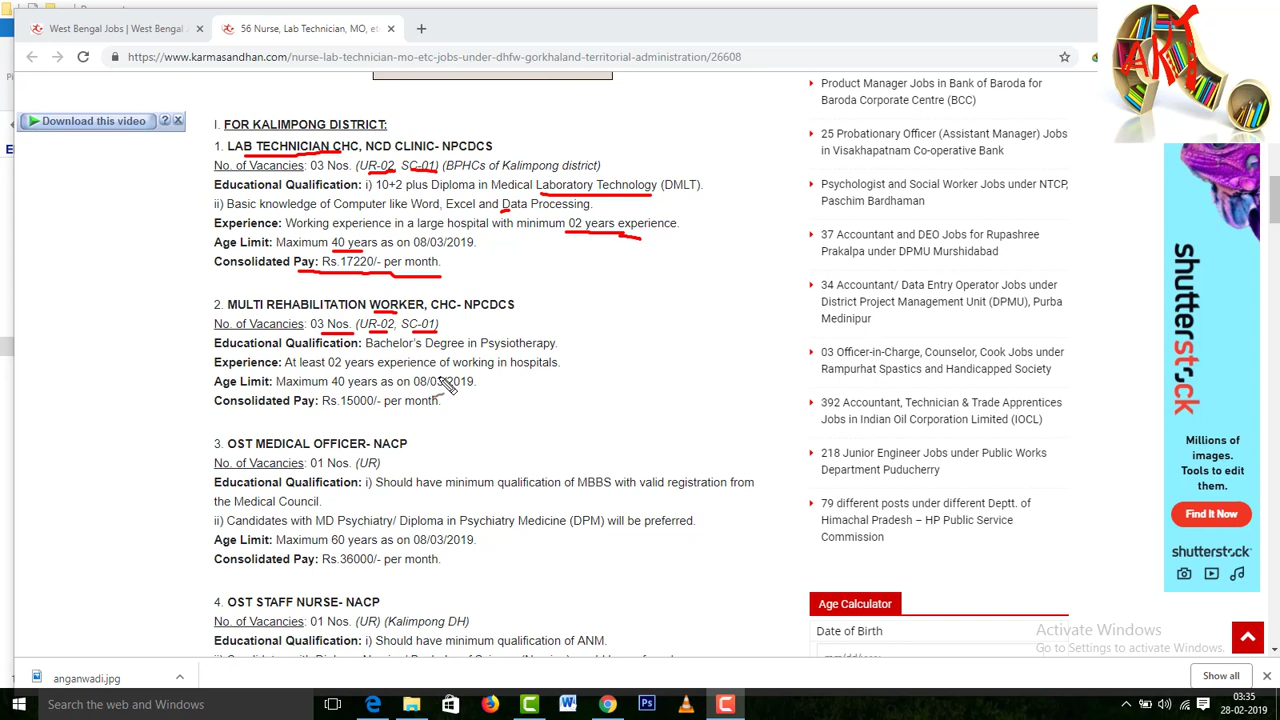 West Bengal Jobs | West Bengal
56 Nurse, Lab Technician, MO, et
https://www.karmasandhan.com/nurse-lab-technician-mo-etc-jobs-under-dhfw-gorkhaland-territorial-administration/26608
ART
Download this video
?
I. FOR KALIMPONG DISTRICT:
1. LAB TECHNICIAN CHC, NCD CLINIC- NPCDCS
No. of Vacancies: 03 Nos. (UR-02, SC-01) (BPHCs of Kalimpong district)
Educational Qualification: i) 10+2 plus Diploma in Medical Laboratory Technology (DMLT).
ii) Basic knowledge of Computer like Word, Excel and Data Processing.
Experience: Working experience in a large hospital with minimum 02 years experience.
Age Limit: Maximum 40 years as on 08/03/2019.
Consolidated Pay: Rs.17220/- per month.
2. MULTI REHABILITATION WORKER, CHC- NPCDCS
No. of Vacancies: 03 Nos. (UR-02, SC-01)
Educational Qualification: Bachelor's Degree in Psysiotherapy.
Experience: At least 02 years experience of working in hospitals.
Age Limit: Maximum 40 years as on 08/03/2019.
Consolidated Pay: Rs.15000/- per month.
3. OST MEDICAL OFFICER- NACP
No. of Vacancies: 01 Nos. (UR)
Educational Qualification: i) Should have minimum qualification of MBBS with valid registration from
the Medical Council.
ii) Candidates with MD Psychiatry/ Diploma in Psychiatry Medicine (DPM) will be preferred.
Age Limit: Maximum 60 years as on 08/03/2019.
Consolidated Pay: Rs.36000/- per month.
4. OST STAFF NURSE- NACP
No. of Vacancies: 01 Nos. (UR) (Kalimpong DH)
Educational Qualification: i) Should have minimum qualification of ANM.
Product Manager Jobs in Bank of Baroda for
Baroda Corporate Centre (BCC)
25 Probationary Officer (Assistant Manager) Jobs
in Visakhapatnam Co-operative Bank
Psychologist and Social Worker Jobs under NTCP,
Paschim Bardhaman
37 Accountant and DEO Jobs for Rupashree
Prakalpa under DPMU Murshidabad
34 Accountant/ Data Entry Operator Jobs under
District Project Management Unit (DPMU), Purba
Medinipur
03 Officer-in-Charge, Counselor, Cook Jobs under
Rampurhat Spastics and Handicapped Society
392 Accountant, Technician & Trade Apprentices
Jobs in Indian Oil Corporation Limited (IOCL)
218 Junior Engineer Jobs under Public Works
Department Puducherry
79 different posts under different Deptt. of
Himachal Pradesh – HP Public Service
Commission
Age Calculator
Date of Birth
shutterstock
Millions of
images.
Tools to edit
them.
Find It Now
shutterstock
Activate Windows
Go to Settings to activate Windows.
anganwadi.jpg
Show all
Search the web and Windows
03:35
28-02-2019